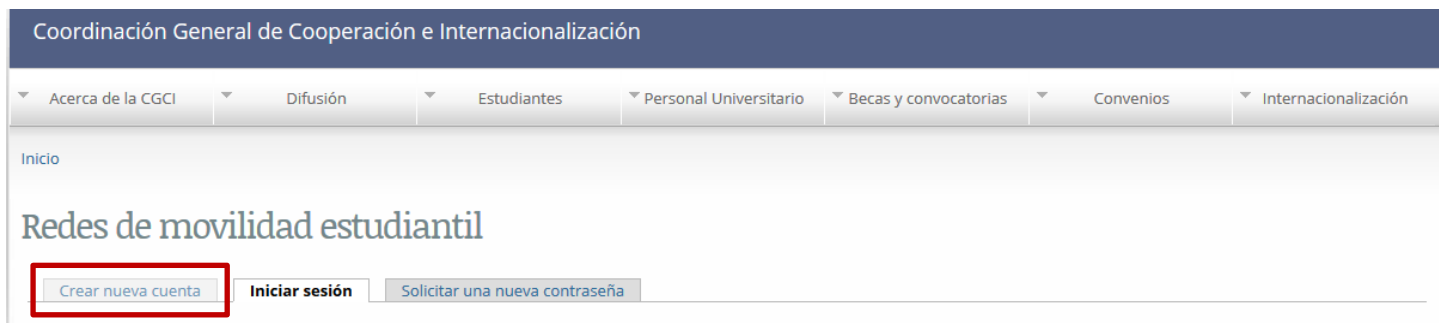 Coordinación General de Cooperación e Internacionalización
Acerca de la CGCI Difusión Estudiantes Personal Universitario Becas y convocatorias Convenios Internacionalización
Inicio
Redes de movilidad estudiantil
Crear nueva cuenta Iniciar sesión Solicitar una nueva contraseña